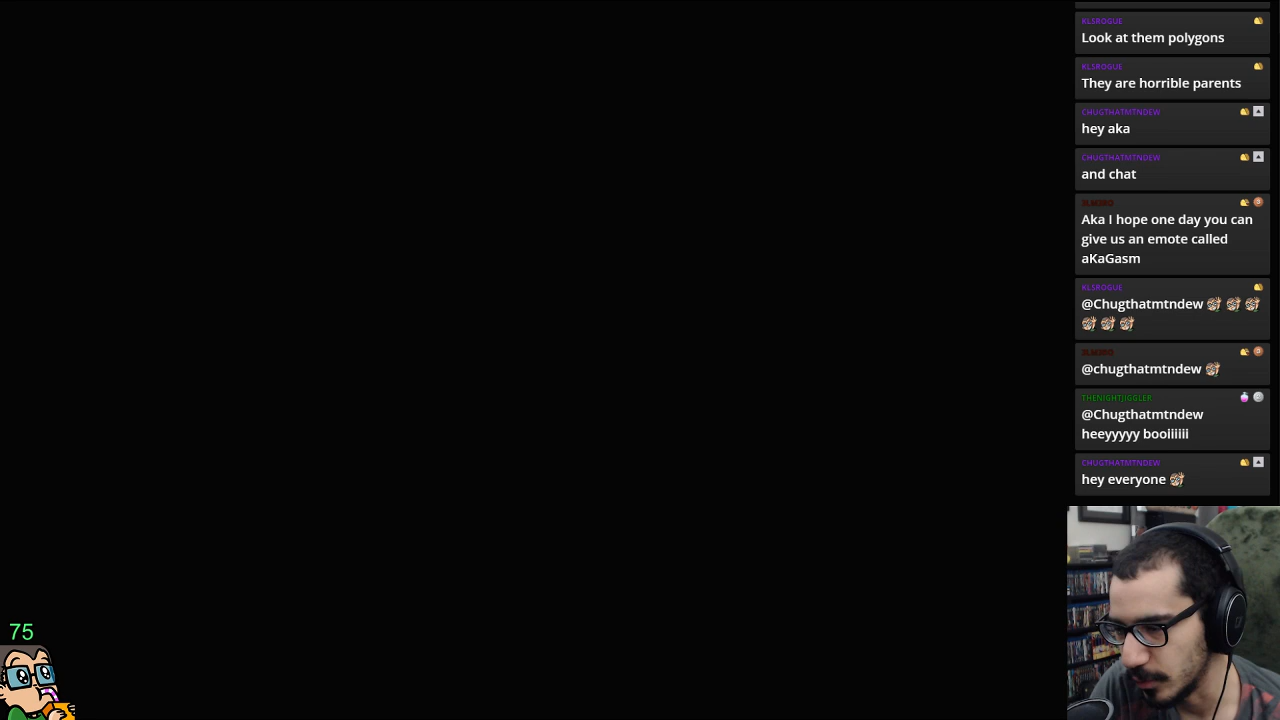 KLSROGUE
Look at them polygons
KLSROGUE
They are horrible parents
CHUGTHATMTNDEW
hey aka
CHUGTHATMTNDEW
and chat
Aka I hope one day you can
give us an emote called
aKaGasm
KLSROGUE
@Chugthatmtndew
@chugthatmtndew
THENIGHTJIGGLER
@Chugthatmtndew
heeyyyyy booiiiiii
CHUGTHATMTNDEW
hey everyone
75